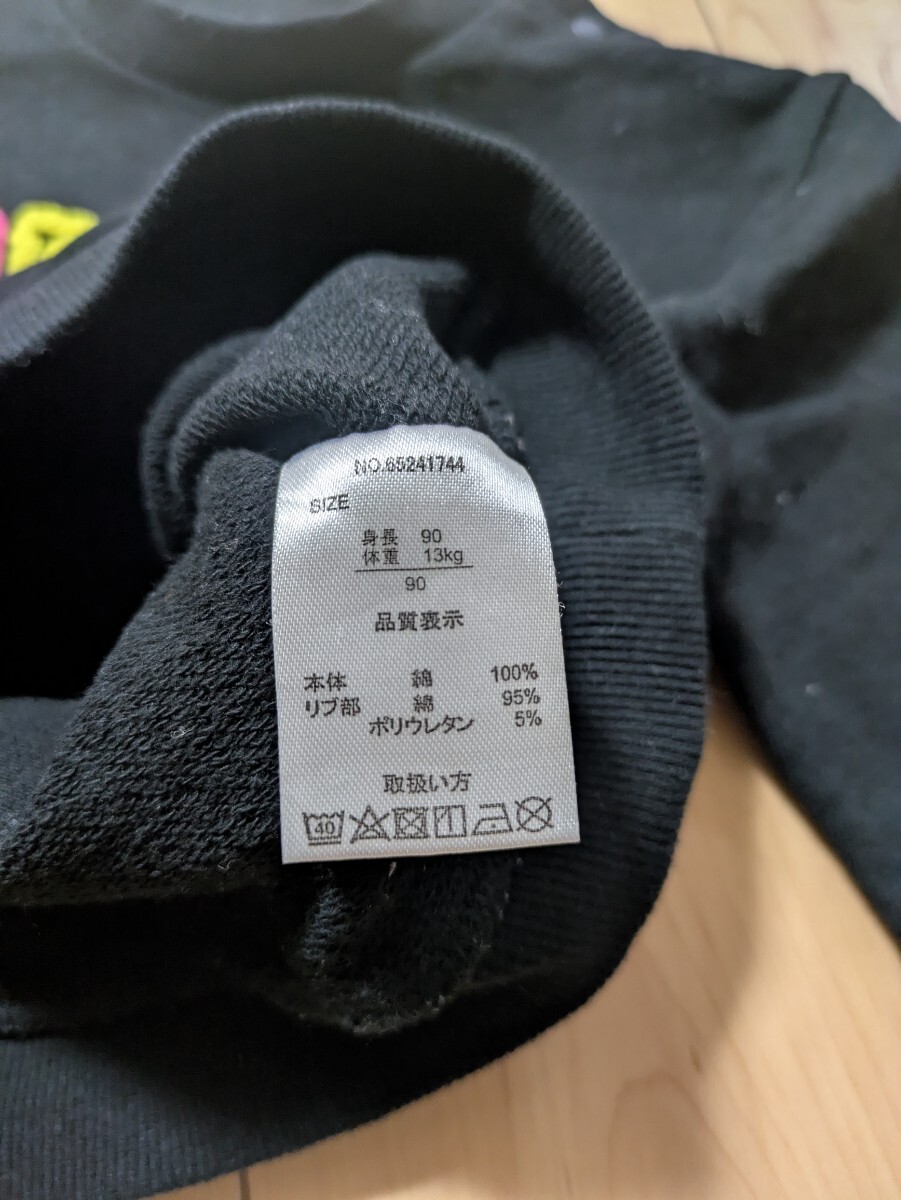 NO.65241744
SIZE
身長 90
体重 13kg
90
品質表示
本体 綿 100%
リブ部 綿 95%
ポリウレタン 5%
取扱い方
40